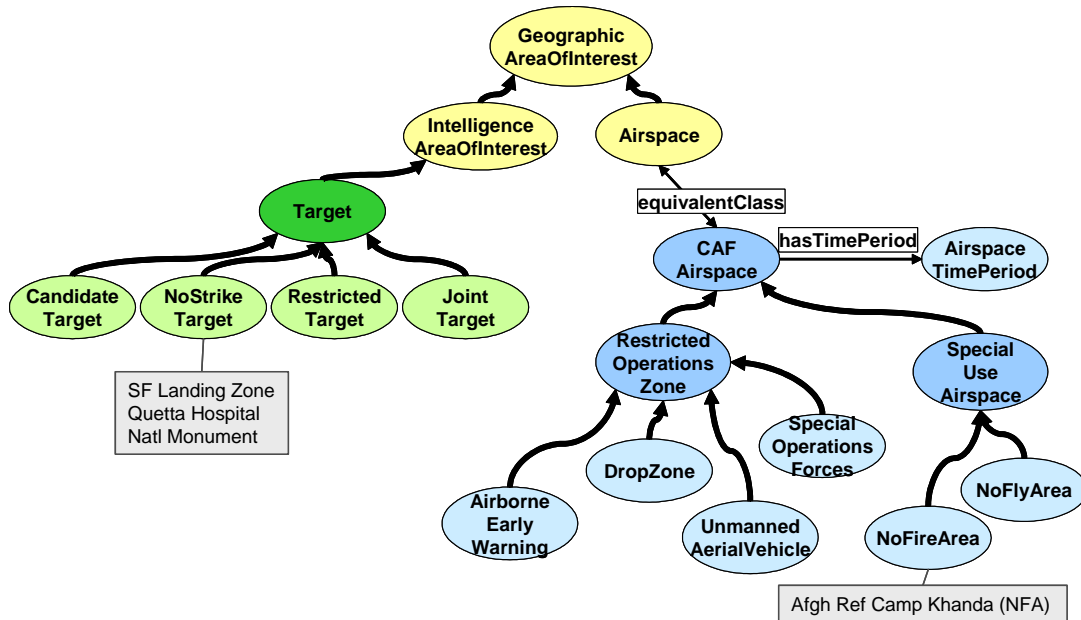 Geographic
AreaOfInterest
Intelligence
AreaOfInterest
Airspace
Target
equivalentClass
CAF
Airspace
hasTimePeriod
Airspace
TimePeriod
Candidate
Target
NoStrike
Target
Restricted
Target
Joint
Target
Restricted
Operations
Zone
Special
Use
Airspace
SF Landing Zone
Quetta Hospital
Natl Monument
Special
Operations
Forces
DropZone
Airborne
Early
Warning
Unmanned
AerialVehicle
NoFlyArea
NoFireArea
Afgh Ref Camp Khanda (NFA)